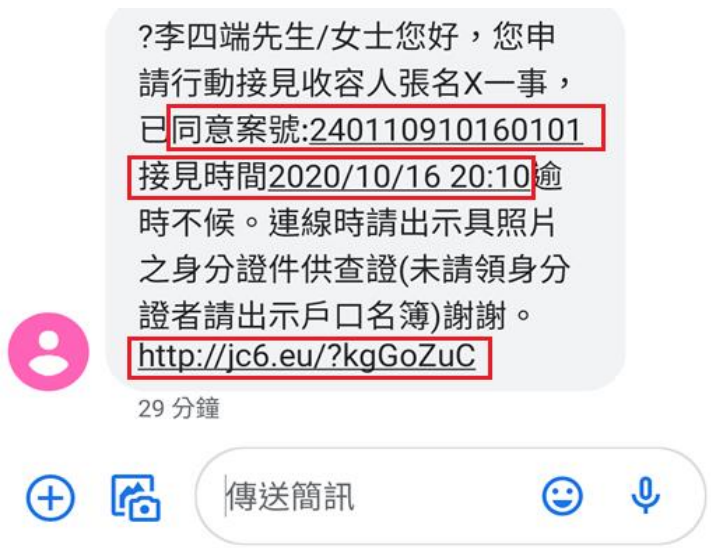 ?李四端先生/女士您好，您申
請行動接見收容人張名X一事，
已同意案號:240110910160101
接見時間2020/10/16 20:10逾
時不候。連線時請出示具照片
之身分證件供查證(未請領身分
證者請出示戶口名簿)謝謝。
http://jc6.eu/?kgGoZuC
29 分鐘
傳送簡訊